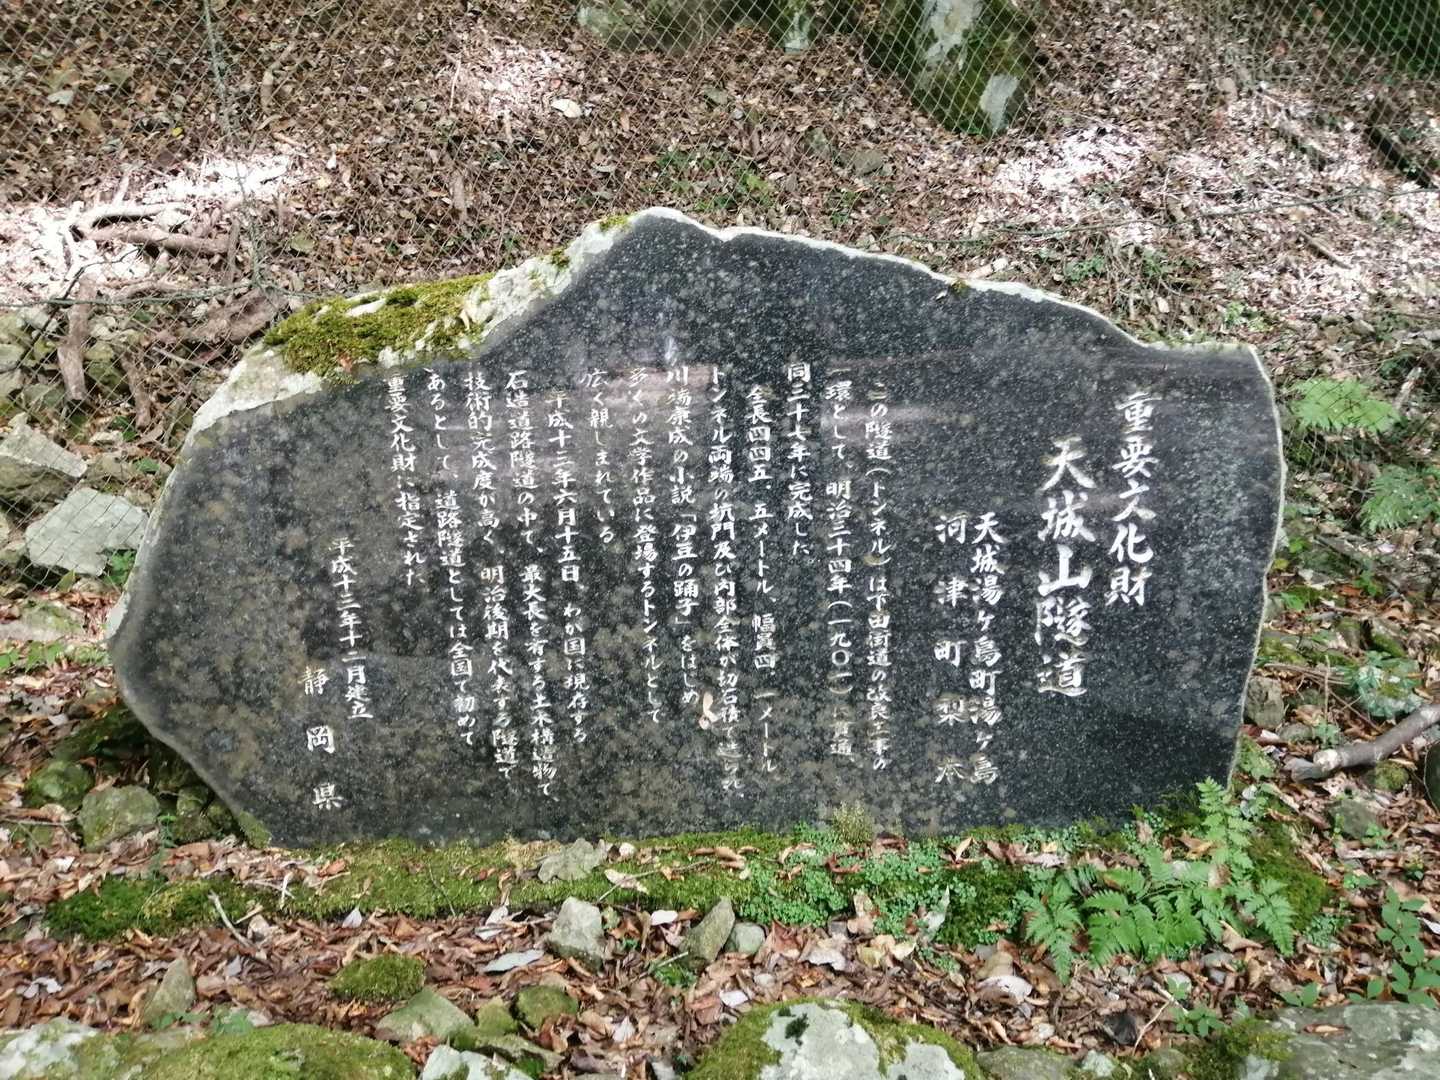 重要文化財
天城山隧道
天城湯ヶ島町湯ヶ島
河津町梨本
この隧道（トンネル）は下田街道の改良工事の
一環として、明治三十四年（一九〇一）に貫通、
同三十七年に完成した。
全長四四五．五メートル、幅員四．一メートル
トンネル両端の坑門及び内部全体が切石積で造られ、
川端康成の小説「伊豆の踊子」をはじめ
多くの文学作品に登場するトンネルとして
広く親しまれている。
平成十三年六月十五日、わが国に現存する
石造道路隧道の中で、最大長を有する土木構造物で、
技術的完成度が高く、明治後期を代表する隧道で
あるとして、道路隧道としては全国で初めて
重要文化財に指定された
平成十三年十二月建立
静岡県